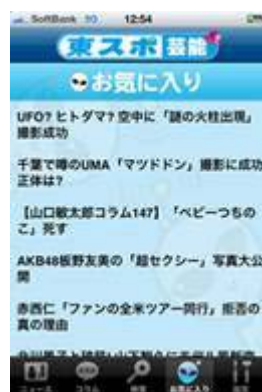 SoftBank 3G 12:54
東スポ芸能
お気に入り
UFO?ヒトダマ?空中に「謎の火柱出現」
撮影成功
千葉で噂のUMA「マツドドン」撮影に成功
正体は?
【山口敏太郎コラム147】「ベビーつちの
こ」死す
AKB48板野友美の「超セクシー」写真大公
開
赤西仁「ファンの全米ツアー同行」拒否の
真の理由
ニュース コラム 検索 お気に入り 設定